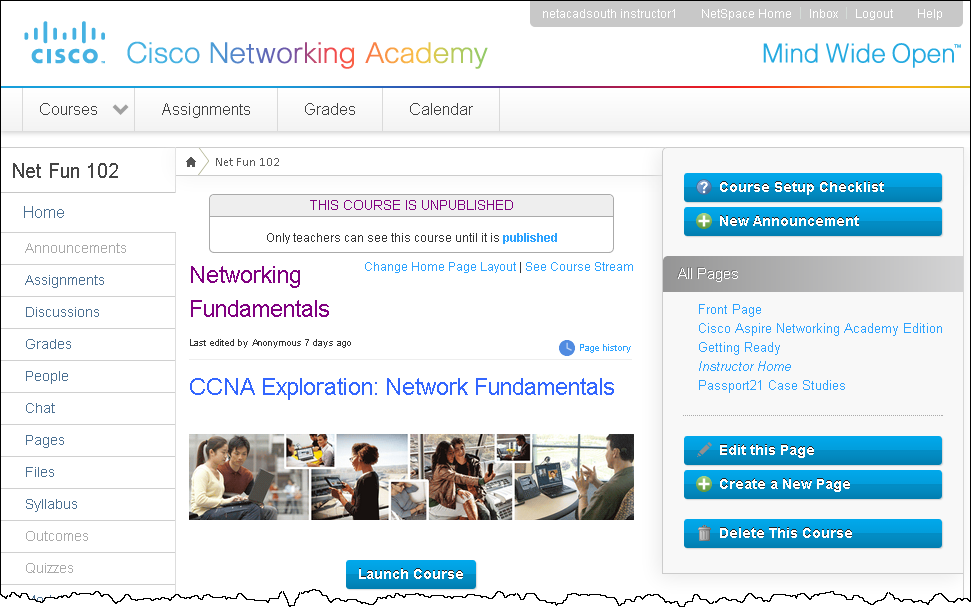 netacadsouth instructor1 NetSpace Home Inbox Logout Help
CISCO Cisco Networking Academy Mind Wide Open™
Courses Assignments Grades Calendar
Net Fun 102
Home
Announcements
Assignments
Discussions
Grades
People
Chat
Pages
Files
Syllabus
Outcomes
Quizzes
Net Fun 102
THIS COURSE IS UNPUBLISHED
Only teachers can see this course until it is published
Change Home Page Layout | See Course Stream
Networking
Fundamentals
Last edited by Anonymous 7 days ago
Page history
CCNA Exploration: Network Fundamentals
Launch Course
Course Setup Checklist
New Announcement
All Pages
Front Page
Cisco Aspire Networking Academy Edition
Getting Ready
Instructor Home
Passport21 Case Studies
Edit this Page
Create a New Page
Delete This Course